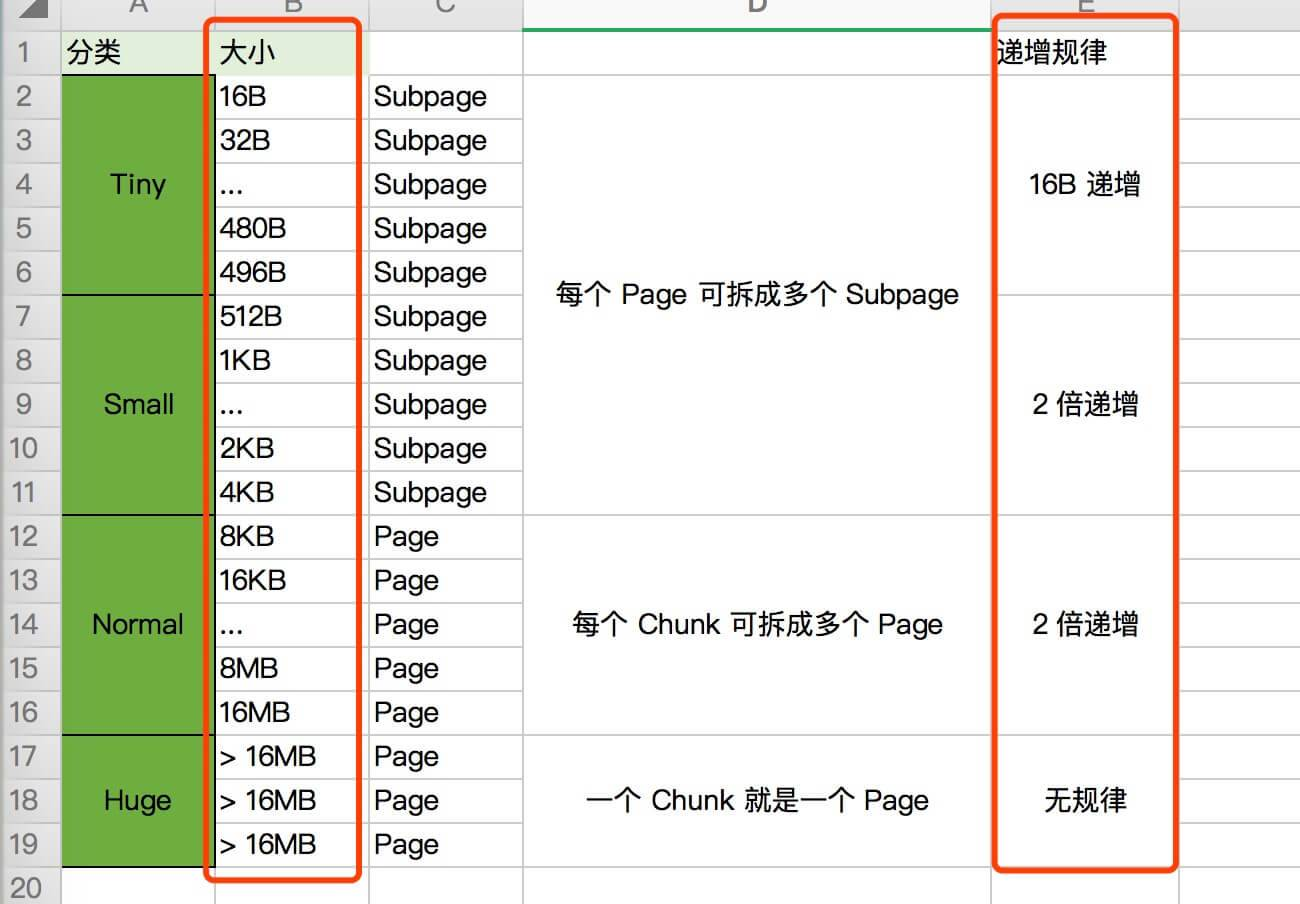 A B C D E
1 分类 大小 递增规律
2 16B Subpage
3 32B Subpage
4 Tiny ... Subpage 16B 递增
5 480B Subpage
6 496B Subpage
每个 Page 可拆成多个 Subpage
7 512B Subpage
8 1KB Subpage
9 Small ... Subpage 2 倍递增
10 2KB Subpage
11 4KB Subpage
12 8KB Page
13 16KB Page
14 Normal ... Page 每个 Chunk 可拆成多个 Page 2 倍递增
15 8MB Page
16 16MB Page
17 > 16MB Page
18 Huge > 16MB Page 一个 Chunk 就是一个 Page 无规律
19 > 16MB Page
20